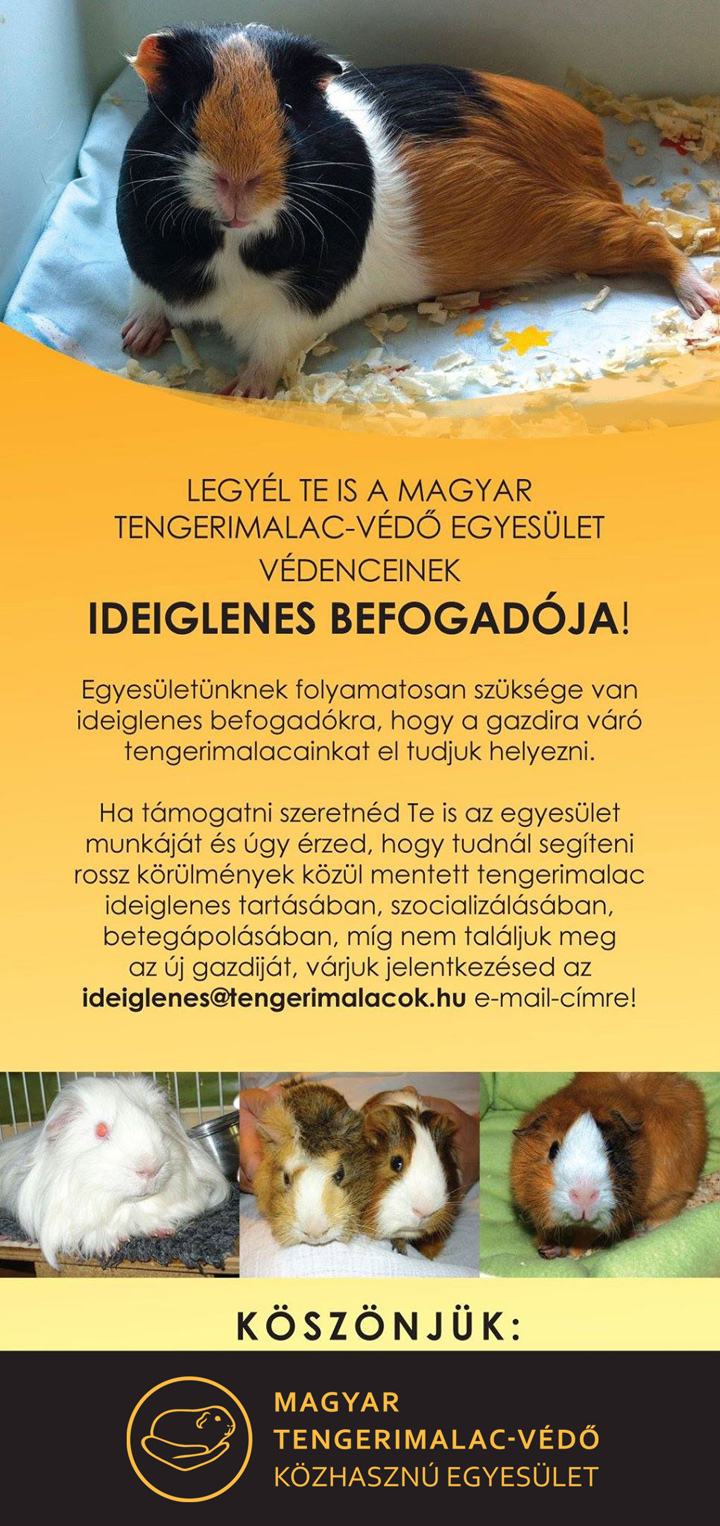 LEGYÉL TE IS A MAGYAR
TENGERIMALAC-VÉDŐ EGYESÜLET
VÉDENCEINEK
IDEIGLENES BEFOGADÓJA!
Egyesületünknek folyamatosan szüksége van
ideiglenes befogadókra, hogy a gazdira váró
tengerimalacainkat el tudjuk helyezni.
Ha támogatni szeretnéd Te is az egyesület
munkáját és úgy érzed, hogy tudnál segíteni
rossz körülmények közül mentett tengerimalac
ideiglenes tartásában, szocializálásában,
betegápolásában, míg nem találjuk meg
az új gazdiját, várjuk jelentkezésed az
ideiglenes@tengerimalacok.hu e-mail-címre!
KÖSZÖNJÜK:
MAGYAR
TENGERIMALAC-VÉDŐ
KÖZHASZNÚ EGYESÜLET